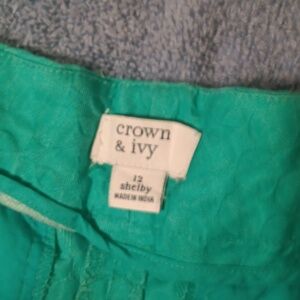 crown
& ivy
12
shelby
MADE IN INDIA